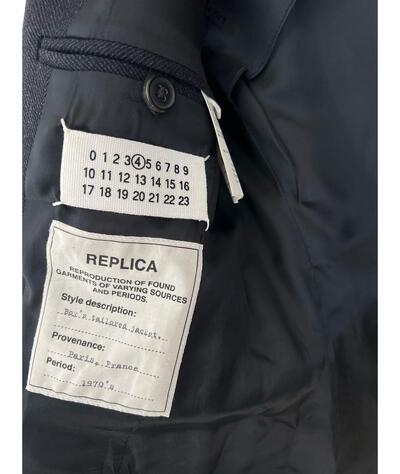 0 1 2 3 4 5 6 7 8 9
10 11 12 13 14 15 16
17 18 19 20 21 22 23
REPLICA
REPRODUCTION OF FOUND
GARMENTS OF VARYING SOURCES
AND PERIODS.
Style description:
Boy's tailored jacket.
Provenance:
Paris, France
Period:
1970's